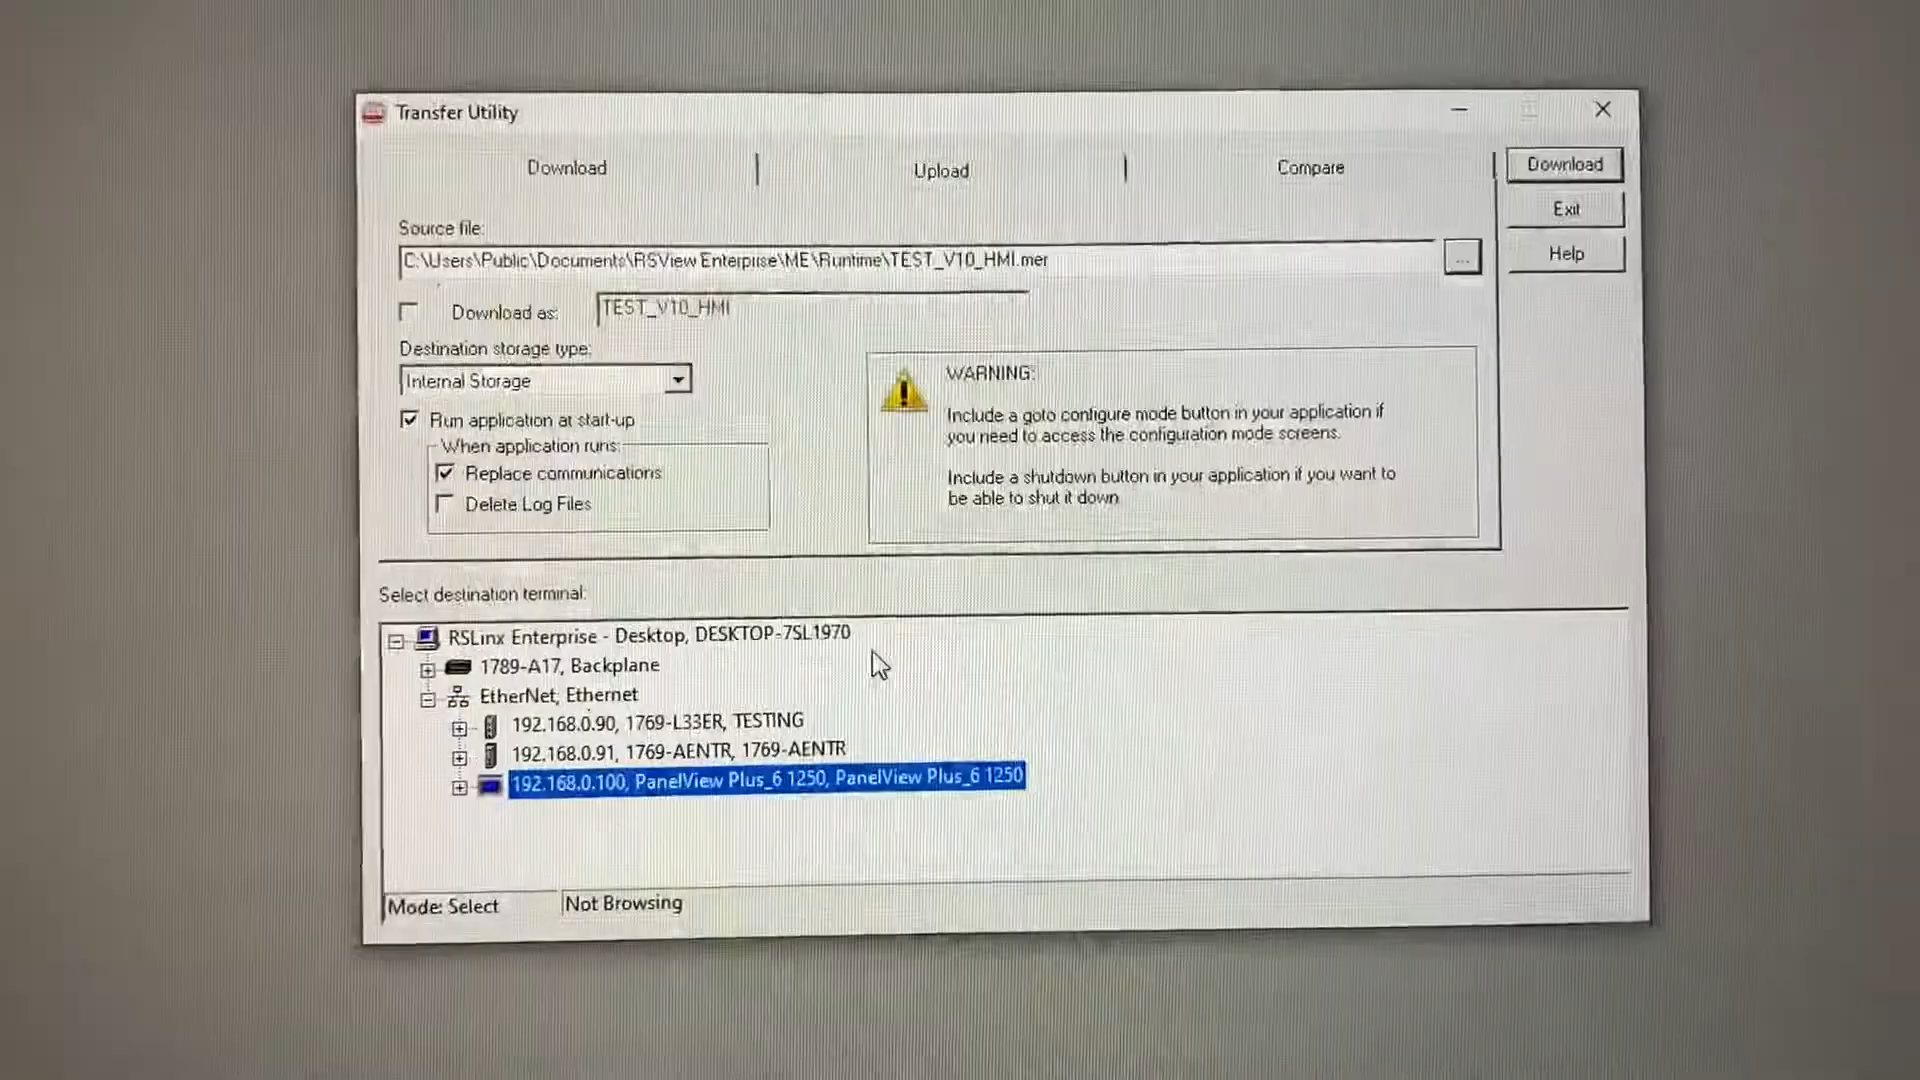 Transfer Utility
Download
Upload
Compare
Download
Exit
Help
Source file:
C:\Users\Public\Documents\RSView Enterprise\ME\Runtime\TEST_V10_HMI.mer
...
Download as:
TEST_V10_HMI
Destination storage type:
Internal Storage
Run application at start-up
When application runs:
Replace communications
Delete Log Files
WARNING:
Include a goto configure mode button in your application if
you need to access the configuration mode screens.
Include a shutdown button in your application if you want to
be able to shut it down.
Select destination terminal:
RSLinx Enterprise - Desktop, DESKTOP-7SL1970
1789-A17, Backplane
EtherNet, Ethernet
192.168.0.90, 1769-L33ER, TESTING
192.168.0.91, 1769-AENTR, 1769-AENTR
192.168.0.100, PanelView Plus_6 1250, PanelView Plus_6 1250
Mode: Select
Not Browsing